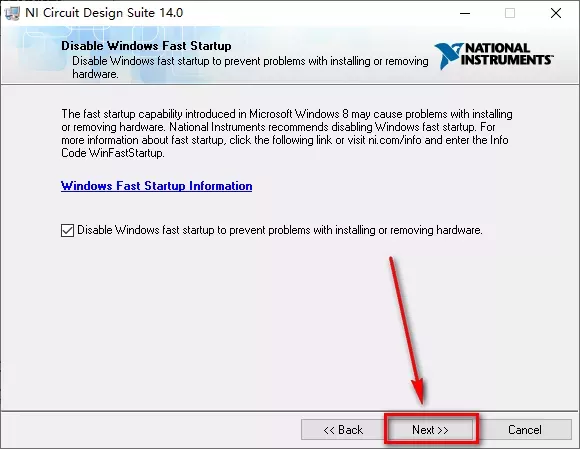 NI Circuit Design Suite 14.0
Disable Windows Fast Startup
Disable Windows fast startup to prevent problems with installing or removing
hardware.
NATIONAL
INSTRUMENTS
The fast startup capability introduced in Microsoft Windows 8 may cause problems with installing
or removing hardware. National Instruments recommends disabling Windows fast startup. For
more information about fast startup, click the following link or visit ni.com/info and enter the Info
Code WinFastStartup.
Windows Fast Startup Information
Disable Windows fast startup to prevent problems with installing or removing hardware.
<< Back
Next >>
Cancel